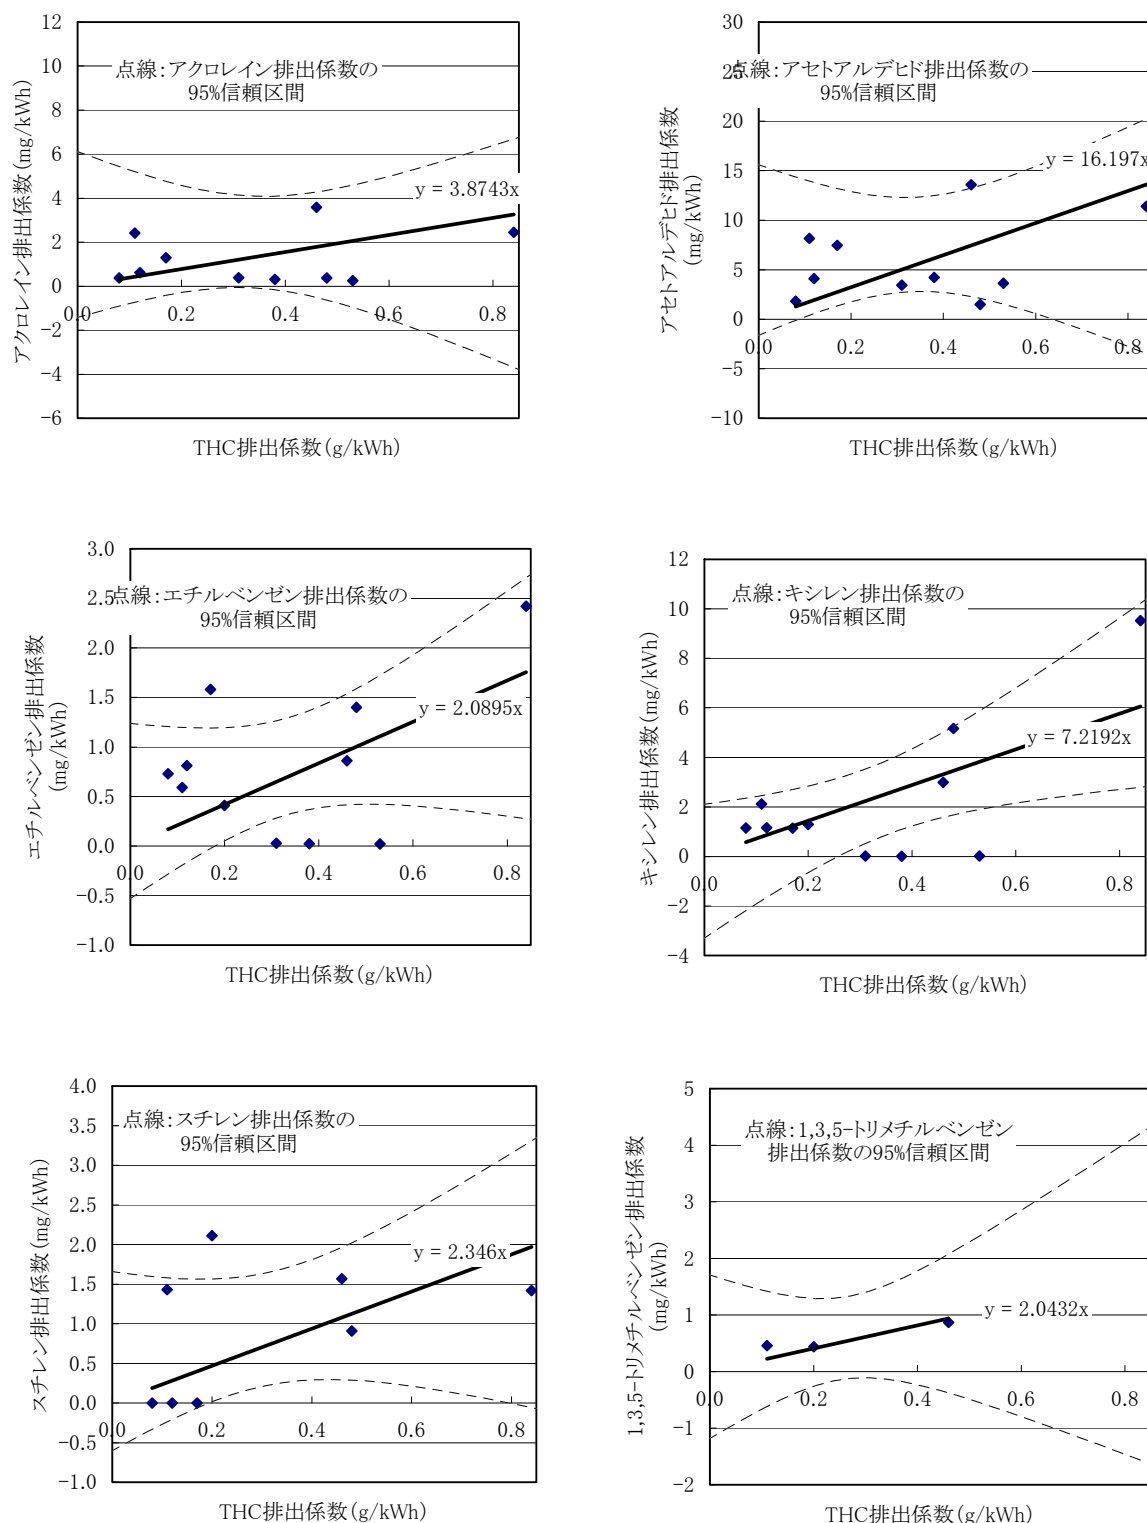 12
10
8
6
4
2
0
−2
−4
−6
点線：アクロレイン排出係数の
95%信頼区間
y = 3.8743x
0.0
0.2
0.4
0.6
0.8
アクロレイン排出係数(mg/kWh)
THC排出係数(g/kWh)
30
25
20
15
10
5
0
−5
−10
点線：アセトアルデヒド排出係数の
95%信頼区間
y = 16.197x
0.0
0.2
0.4
0.6
0.8
アセトアルデヒド排出係数
(mg/kWh)
THC排出係数(g/kWh)
3.0
2.5
2.0
1.5
1.0
0.5
0.0
−0.5
−1.0
点線：エチルベンゼン排出係数の
95%信頼区間
y = 2.0895x
0.0
0.2
0.4
0.6
0.8
エチルベンゼン排出係数
(mg/kWh)
THC排出係数(g/kWh)
12
10
8
6
4
2
0
−2
−4
点線：キシレン排出係数の
95%信頼区間
y = 7.2192x
0.0
0.2
0.4
0.6
0.8
キシレン排出係数(mg/kWh)
THC排出係数(g/kWh)
4.0
3.5
3.0
2.5
2.0
1.5
1.0
0.5
0.0
−0.5
−1.0
点線：スチレン排出係数の
95%信頼区間
y = 2.346x
0.0
0.2
0.4
0.6
0.8
スチレン排出係数(mg/kWh)
THC排出係数(g/kWh)
5
4
3
2
1
0
−1
−2
点線：1,3,5-トリメチルベンゼン
排出係数の95%信頼区間
y = 2.0432x
0.0
0.2
0.4
0.6
0.8
1,3,5-トリメチルベンゼン排出係数
(mg/kWh)
THC排出係数(g/kWh)